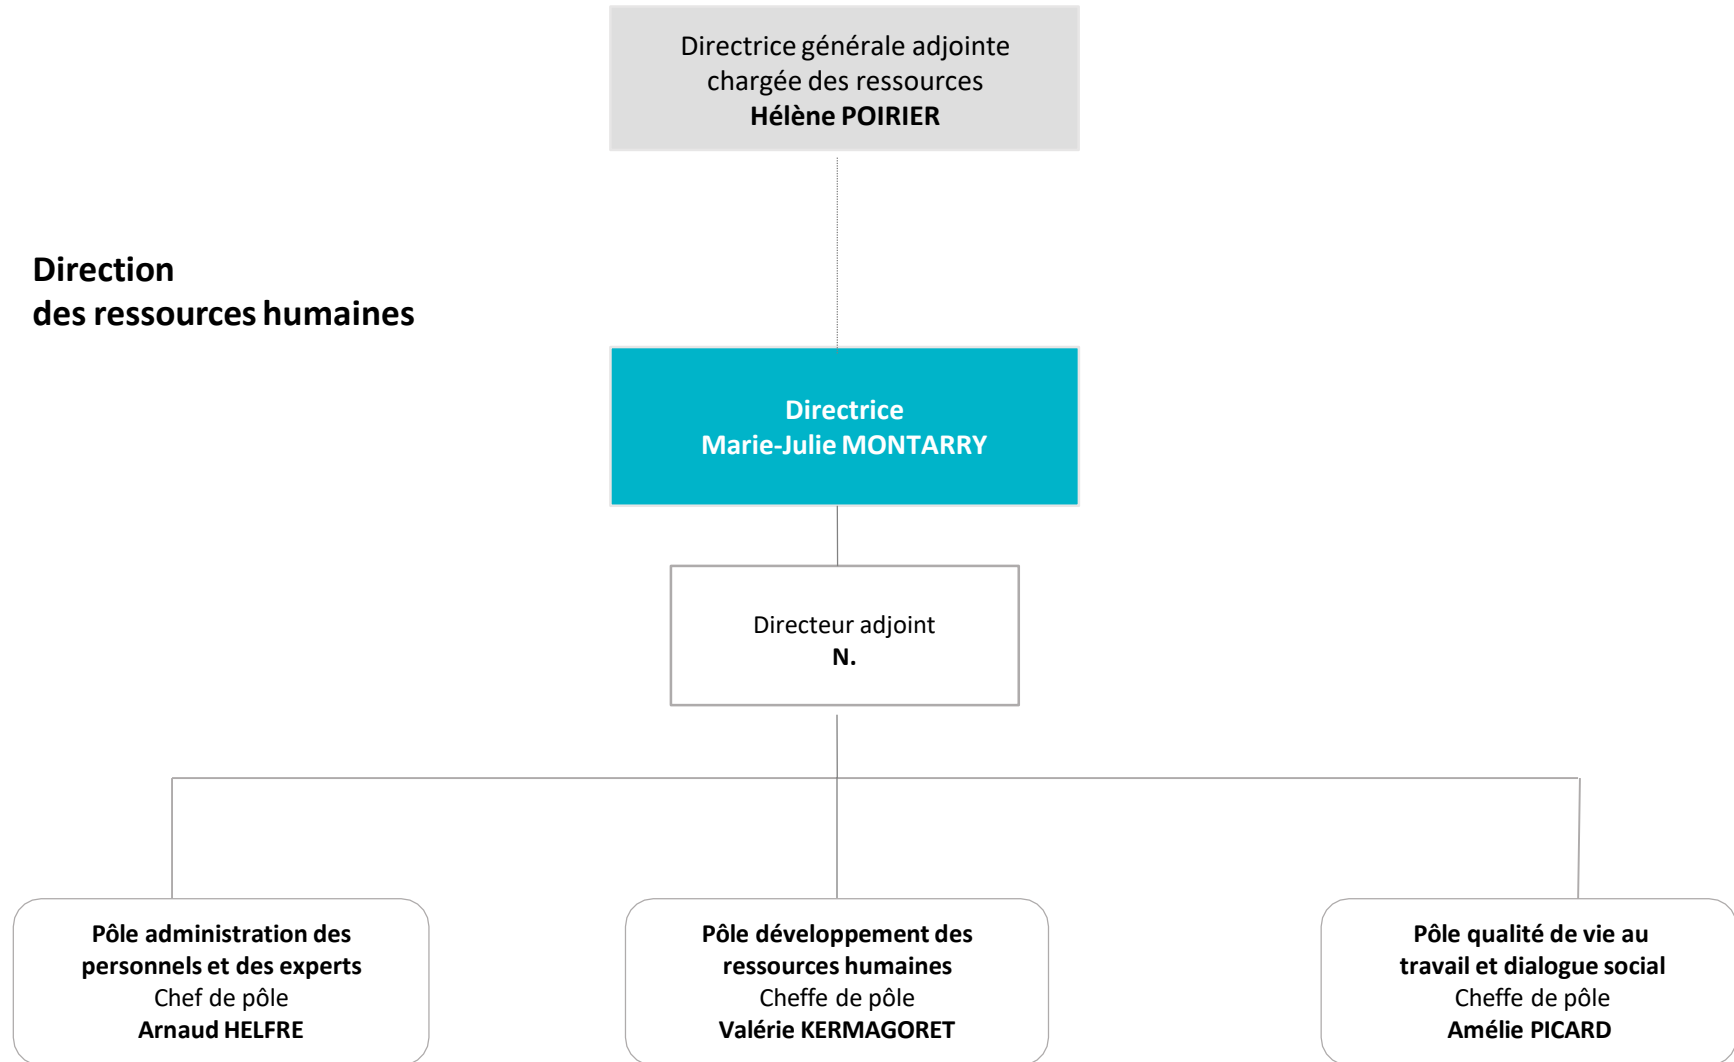 Directrice générale adjointe
chargée des ressources
Hélène POIRIER
Direction
des ressources humaines
Directrice
Marie-Julie MONTARRY
Directeur adjoint
N.
Pôle administration des
personnels et des experts
Chef de pôle
Arnaud HELFRE
Pôle développement des
ressources humaines
Cheffe de pôle
Valérie KERMAGORET
Pôle qualité de vie au
travail et dialogue social
Cheffe de pôle
Amélie PICARD